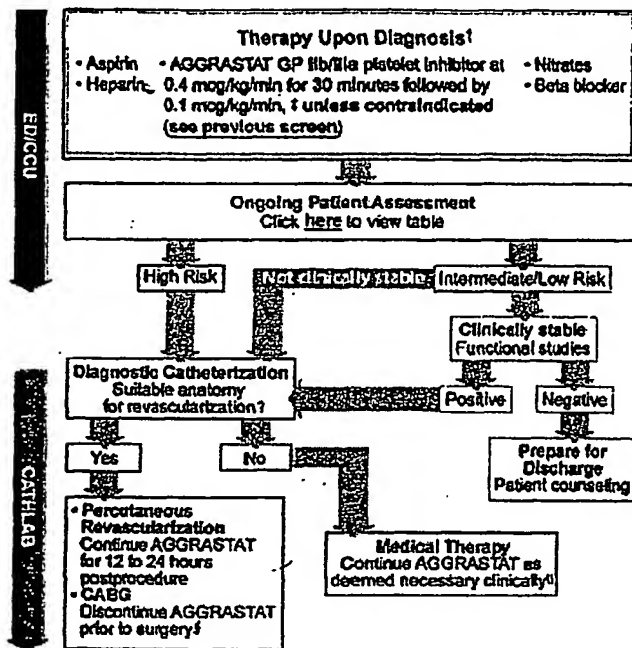 Therapy Upon Diagnosis†
• Aspirin • AGGRASTAT GP IIb/IIIa platelet inhibitor at • Nitrates
• Heparin 0.4 mcg/kg/min for 30 minutes followed by • Beta blocker
0.1 mcg/kg/min, ‡ unless contraindicated
(see previous screen)
ED/CCU
Ongoing Patient Assessment
Click here to view table
High Risk
Not clinically stable
Intermediate/Low Risk
Clinically stable
Functional studies
Diagnostic Catheterization
Suitable anatomy
for revascularization?
Positive
Negative
Yes
No
Prepare for
Discharge
Patient counseling
CATH LAB
• Percutaneous
Revascularization
Continue AGGRASTAT
for 12 to 24 hours
postprocedure
• CABG
Discontinue AGGRASTAT
prior to surgery§
Medical Therapy
Continue AGGRASTAT as
deemed necessary clinically